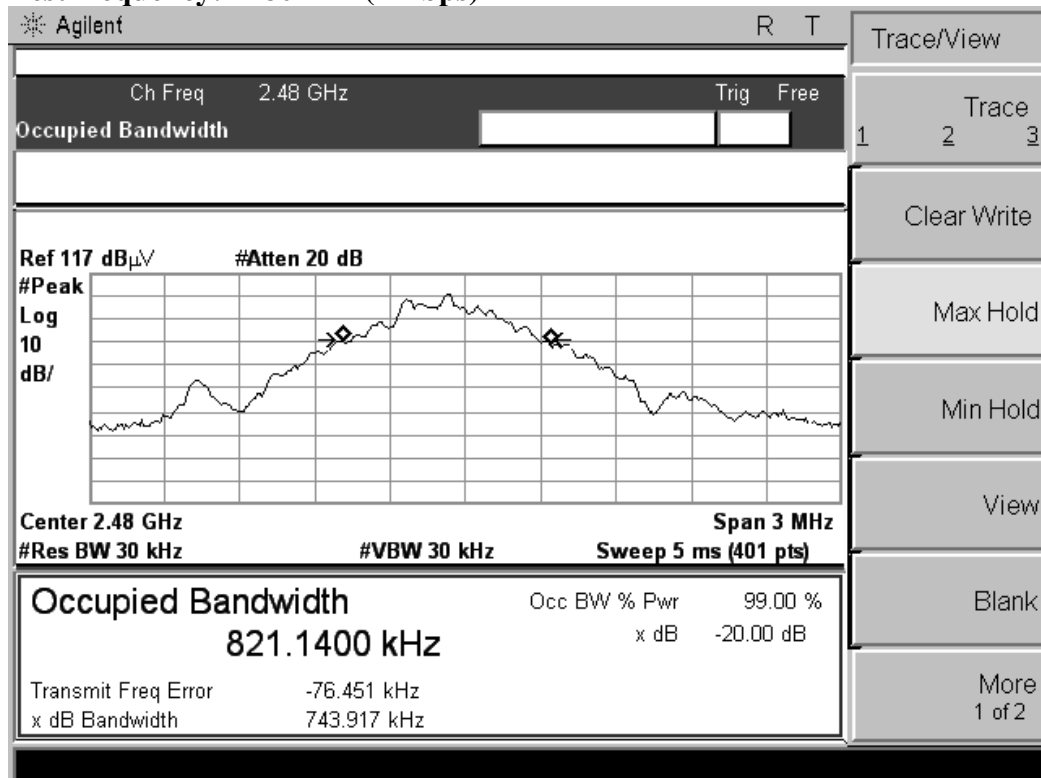 Agilent R T
Trace/View
Ch Freq 2.48 GHz Trig Free
Occupied Bandwidth
Trace
1 2 3
Clear Write
Max Hold
Min Hold
View
Blank
More
1 of 2
Ref 117 dBµV #Atten 20 dB
#Peak
Log
10
dB/
Center 2.48 GHz Span 3 MHz
#Res BW 30 kHz #VBW 30 kHz Sweep 5 ms (401 pts)
Occupied Bandwidth
821.1400 kHz
Occ BW % Pwr 99.00 %
x dB -20.00 dB
Transmit Freq Error -76.451 kHz
x dB Bandwidth 743.917 kHz